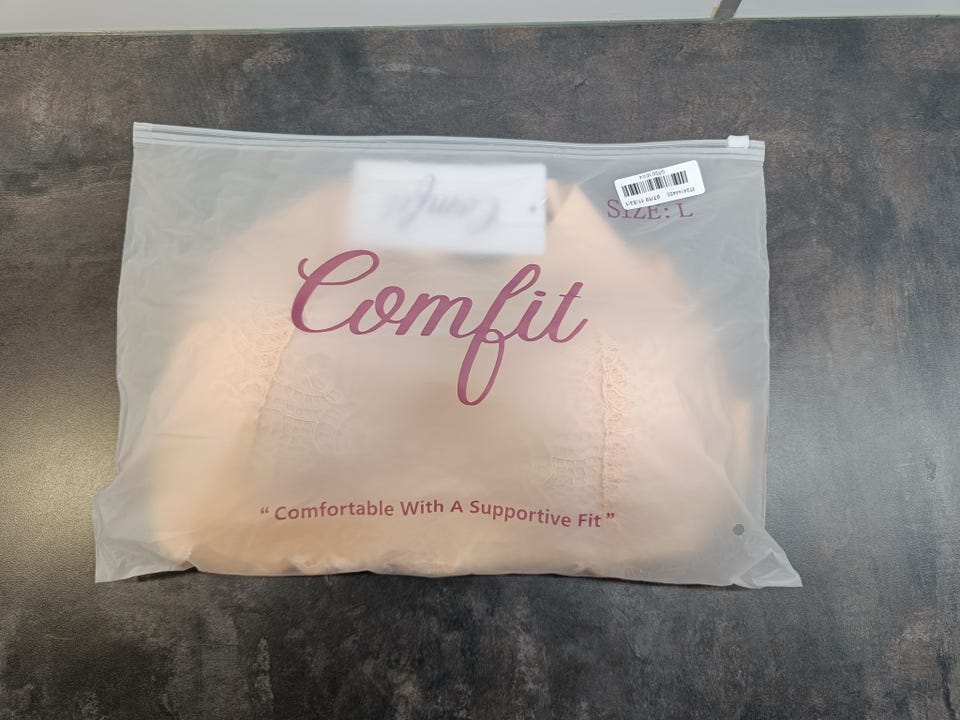 SIZE: L
Comfit
“ Comfortable With A Supportive Fit ”